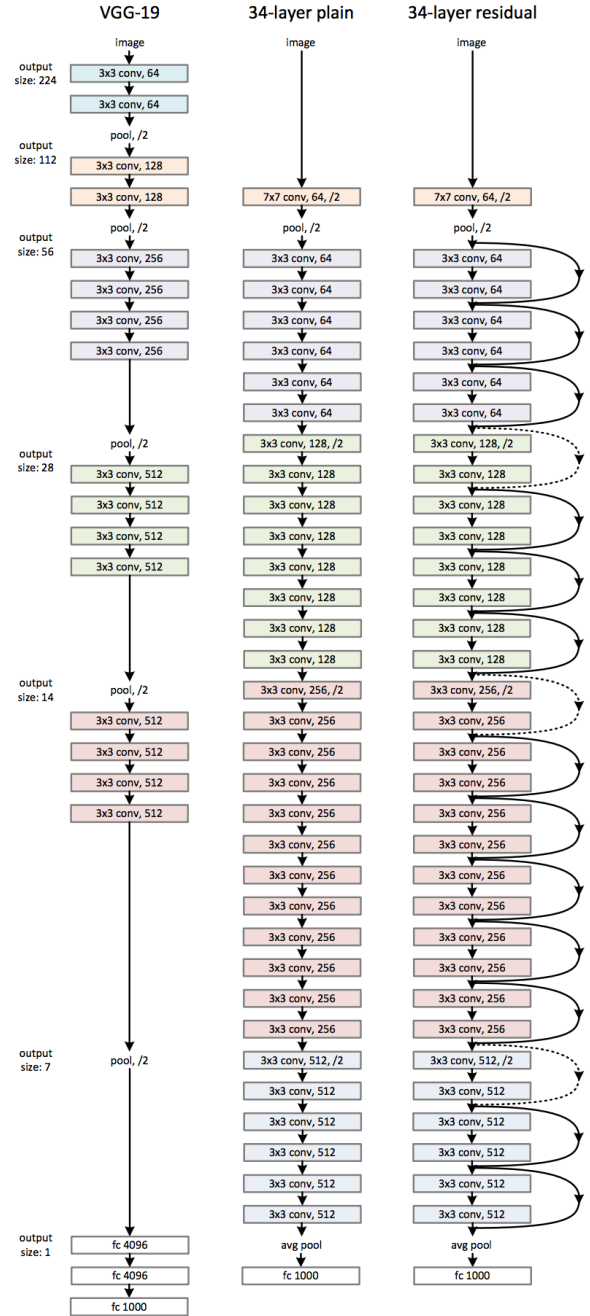 output
size: 224
output
size: 112
output
size: 56
output
size: 28
output
size: 14
output
size: 7
output
size: 1
VGG-19
image
3x3 conv, 64
3x3 conv, 64
pool, /2
3x3 conv, 128
3x3 conv, 128
pool, /2
3x3 conv, 256
3x3 conv, 256
3x3 conv, 256
3x3 conv, 256
pool, /2
3x3 conv, 512
3x3 conv, 512
3x3 conv, 512
3x3 conv, 512
pool, /2
3x3 conv, 512
3x3 conv, 512
3x3 conv, 512
3x3 conv, 512
pool, /2
fc 4096
fc 4096
fc 1000
34-layer plain
image
7x7 conv, 64, /2
pool, /2
3x3 conv, 64
3x3 conv, 64
3x3 conv, 64
3x3 conv, 64
3x3 conv, 64
3x3 conv, 64
3x3 conv, 128, /2
3x3 conv, 128
3x3 conv, 128
3x3 conv, 128
3x3 conv, 128
3x3 conv, 128
3x3 conv, 128
3x3 conv, 128
3x3 conv, 256, /2
3x3 conv, 256
3x3 conv, 256
3x3 conv, 256
3x3 conv, 256
3x3 conv, 256
3x3 conv, 256
3x3 conv, 256
3x3 conv, 256
3x3 conv, 256
3x3 conv, 256
3x3 conv, 256
3x3 conv, 512, /2
3x3 conv, 512
3x3 conv, 512
3x3 conv, 512
3x3 conv, 512
3x3 conv, 512
avg pool
fc 1000
34-layer residual
image
7x7 conv, 64, /2
pool, /2
3x3 conv, 64
3x3 conv, 64
3x3 conv, 64
3x3 conv, 64
3x3 conv, 64
3x3 conv, 64
3x3 conv, 128, /2
3x3 conv, 128
3x3 conv, 128
3x3 conv, 128
3x3 conv, 128
3x3 conv, 128
3x3 conv, 128
3x3 conv, 128
3x3 conv, 256, /2
3x3 conv, 256
3x3 conv, 256
3x3 conv, 256
3x3 conv, 256
3x3 conv, 256
3x3 conv, 256
3x3 conv, 256
3x3 conv, 256
3x3 conv, 256
3x3 conv, 256
3x3 conv, 256
3x3 conv, 512, /2
3x3 conv, 512
3x3 conv, 512
3x3 conv, 512
3x3 conv, 512
3x3 conv, 512
avg pool
fc 1000